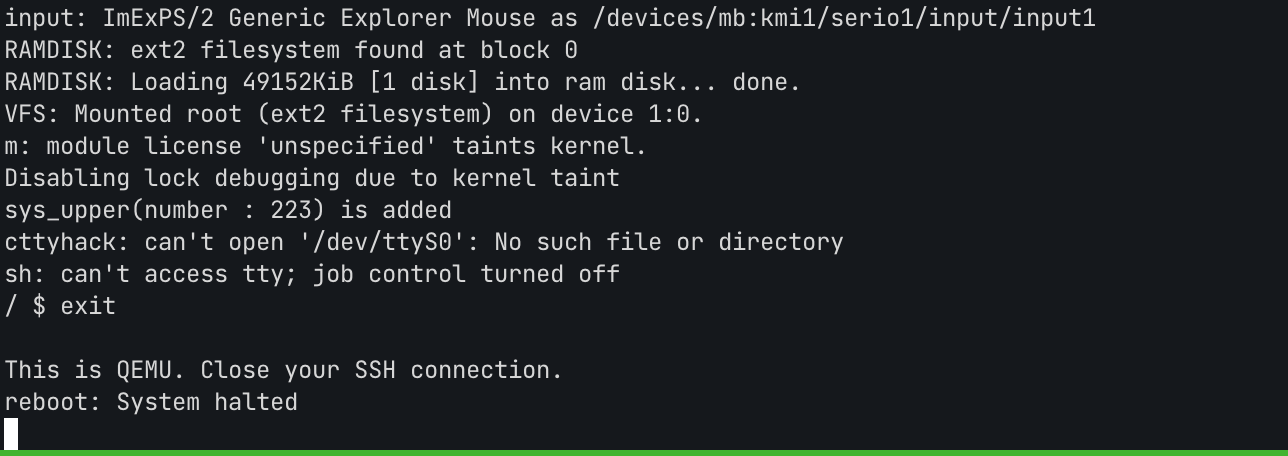 input: ImExPS/2 Generic Explorer Mouse as /devices/mb:kmi1/serio1/input/input1
RAMDISK: ext2 filesystem found at block 0
RAMDISK: Loading 49152KiB [1 disk] into ram disk... done.
VFS: Mounted root (ext2 filesystem) on device 1:0.
m: module license 'unspecified' taints kernel.
Disabling lock debugging due to kernel taint
sys_upper(number : 223) is added
cttyhack: can't open '/dev/ttyS0': No such file or directory
sh: can't access tty; job control turned off
/ $ exit
This is QEMU. Close your SSH connection.
reboot: System halted